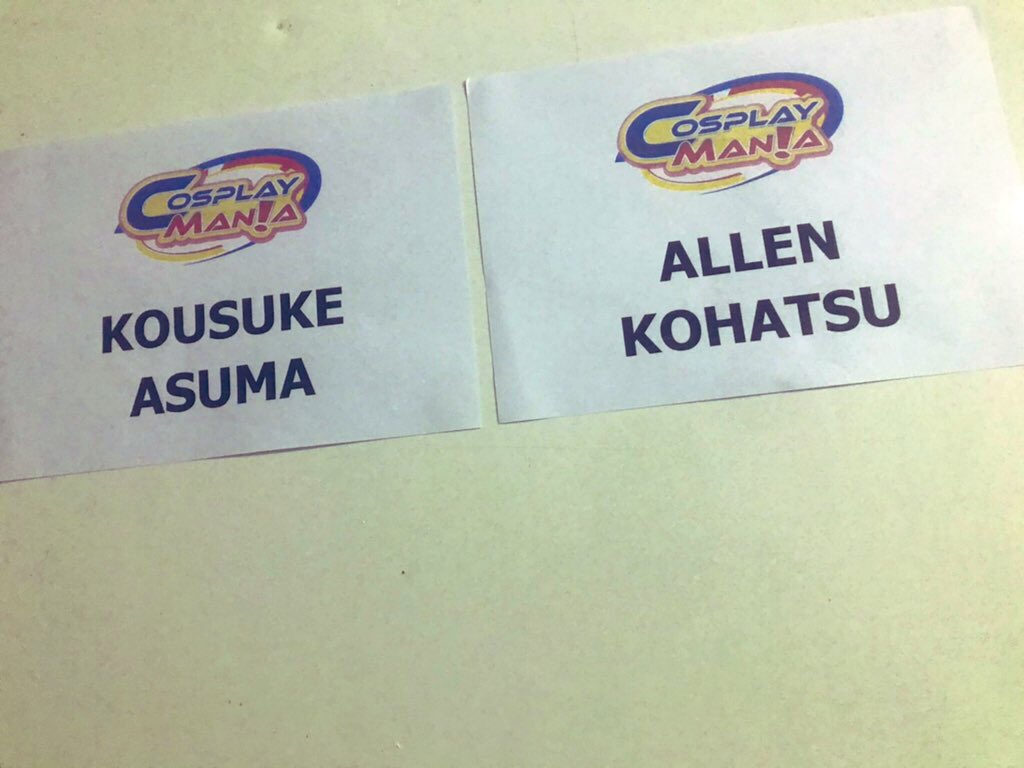 COSPLAY
MAN!A
KOUSUKE
ASUMA
COSPLAY
MAN!A
ALLEN
KOHATSU